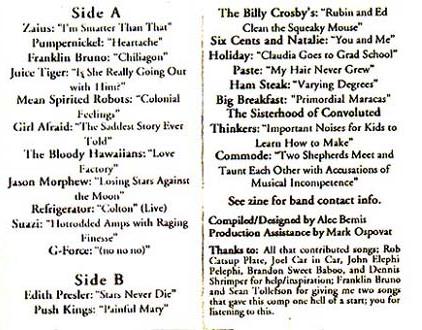 Side A
Zaius: "I'm Smarter Than That"
Pumpernickel: "Heartache"
Franklin Bruno: "Chiliagon"
Juice Tiger: "Is She Really Going Out
with Him?"
Mean Spirited Robots: "Colonial
Feelings"
Girl Afraid: "The Saddest Story Ever
Told"
The Bloody Hawaiians: "Love
Factory"
Jason Morphew: "Losing Stars Against
the Moon"
Refrigerator: "Colton" (Live)
Suazi: "Hotrodded Amps with Raging
Finesse"
G-Force: "(no no no)"
Side B
Edith Presler: "Stars Never Die"
Push Kings: "Painful Mary"
The Billy Crosby's: "Rubin and Ed
Clean the Squeaky Mouse"
Six Cents and Natalie: "You and Me"
Holiday: "Claudia Goes to Grad School"
Paste: "My Hair Never Grew"
Ham Steak: "Varying Degrees"
Big Breakfast: "Primordial Maracas"
The Sisterhood of Convoluted
Thinkers: "Important Noises for Kids to
Learn How to Make"
Commode: "Two Shepherds Meet and
Taunt Each Other with Accusations of
Musical Incompetence"
See zine for band contact info.
Compiled/Designed by Alec Bemis
Production Assistance by Mark Ospovat
Thanks to: All that contributed songs; Rob
Catsup Plate, Joel Car in Car, John Elephi
Pelephi, Brandon Sweet Baboo, and Dennis
Shrimper for help/inspiration; Franklin Bruno
and Sean Tollefson for giving me two songs
that gave this comp one hell of a start; you for
listening to this.